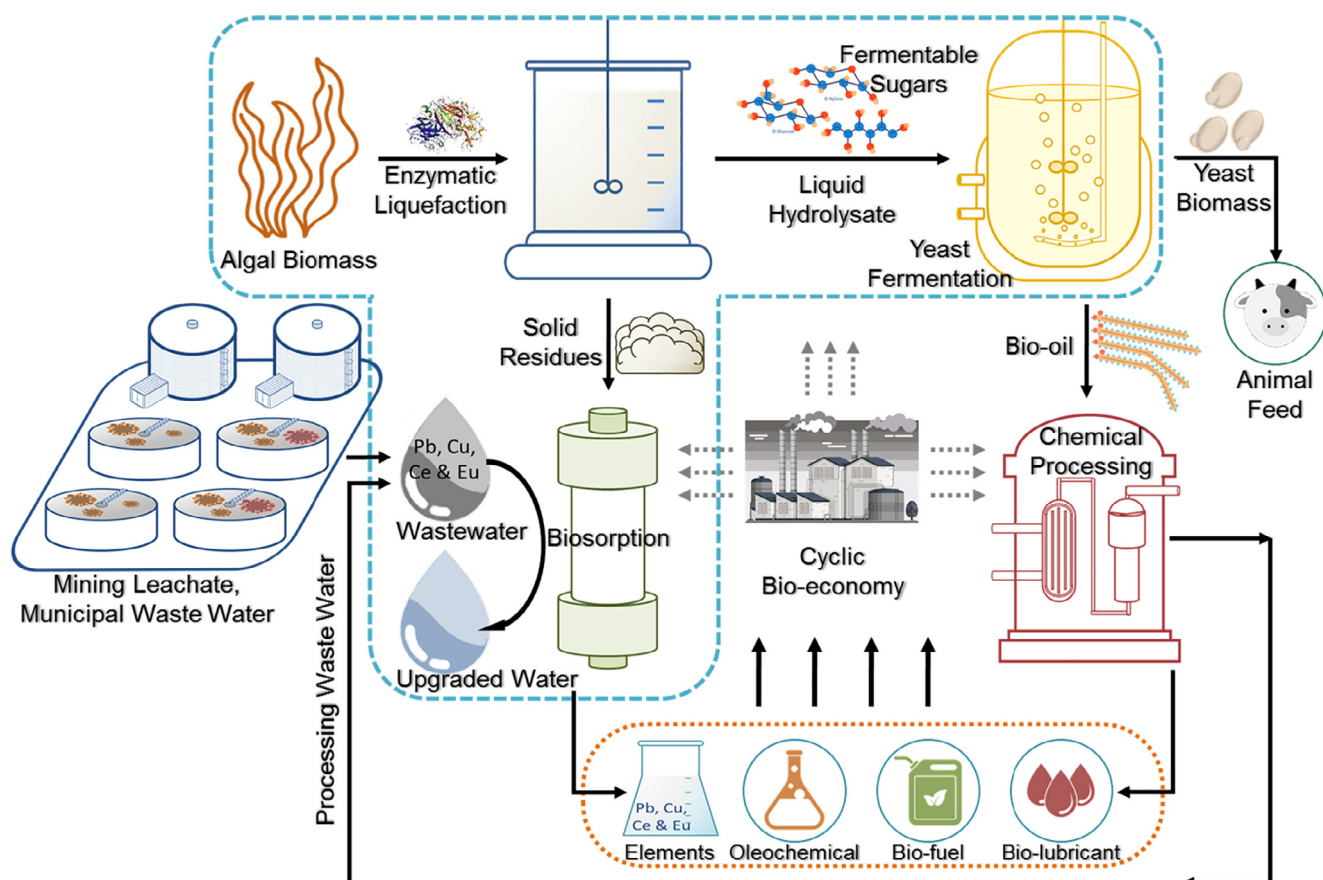 Fermentable
Sugars
D-Xylose
D-Glucose
Enzymatic
Liquefaction
Liquid
Hydrolysate
Yeast
Biomass
Algal Biomass
Yeast
Fermentation
Solid
Residues
Bio-oil
Animal
Feed
Pb, Cu,
Ce & Eu
Wastewater
Biosorption
Chemical
Processing
Cyclic
Bio-economy
Mining Leachate,
Municipal Waste Water
Upgraded Water
Processing Waste Water
Pb, Cu,
Ce & Eu
Elements
Oleochemical
Bio-fuel
Bio-lubricant